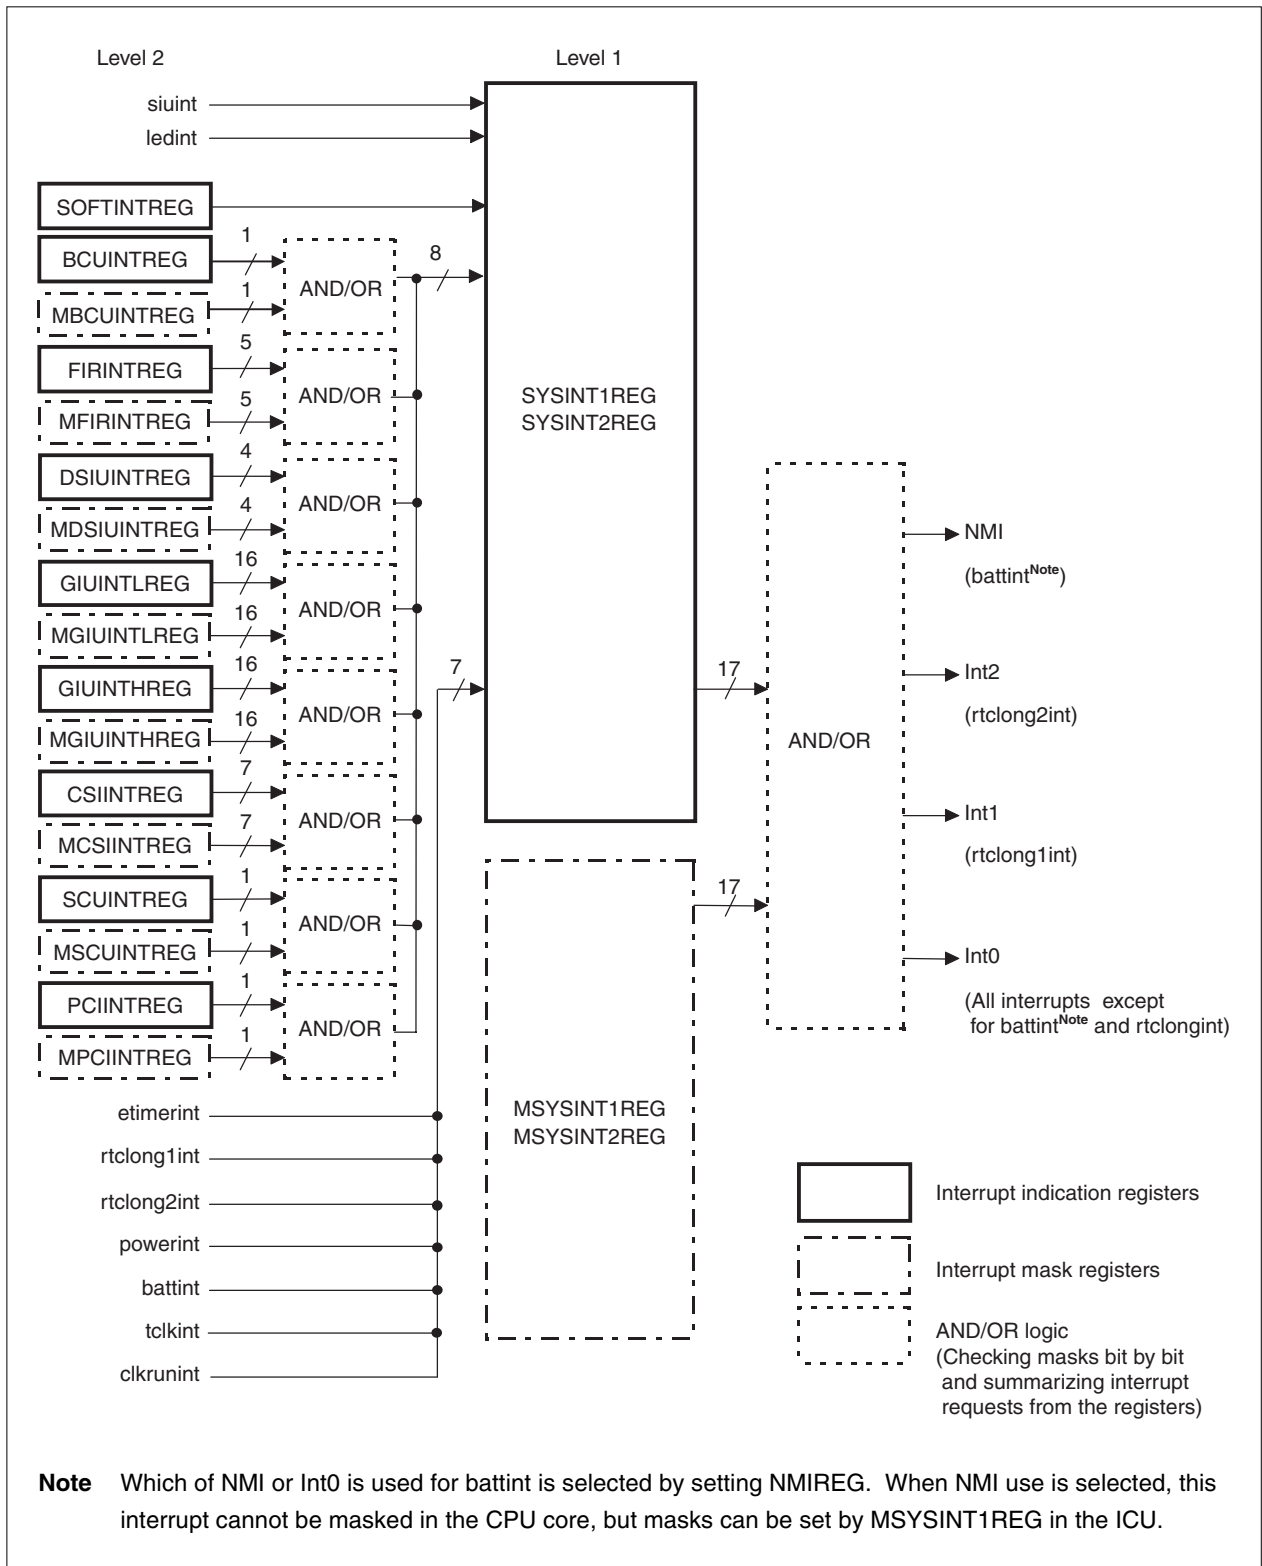 Level 2
Level 1
siuint
ledint
SOFTINTREG
BCUINTREG
1
MBCUINTREG
1
AND/OR
8
FIRINTREG
5
MFIRINTREG
5
AND/OR
SYSINT1REG
SYSINT2REG
DSIUINTREG
4
MDSIUINTREG
4
AND/OR
GIUINTLREG
16
MGIUINTLREG
16
AND/OR
GIUINTHREG
16
MGIUINTHREG
16
AND/OR
7
17
CSIINTREG
7
MCSIINTREG
7
AND/OR
SCUINTREG
1
MSCUINTREG
1
AND/OR
PCIINTREG
1
MPCIINTREG
1
AND/OR
17
AND/OR
NMI
(battintNote)
Int2
(rtclong2int)
Int1
(rtclong1int)
Int0
(All interrupts except
for battintNote and rtclongint)
etimerint
rtclong1int
rtclong2int
powerint
battint
tclkint
clkrunint
MSYSINT1REG
MSYSINT2REG
Interrupt indication registers
Interrupt mask registers
AND/OR logic
(Checking masks bit by bit
and summarizing interrupt
requests from the registers)
Note Which of NMI or Int0 is used for battint is selected by setting NMIREG. When NMI use is selected, this
interrupt cannot be masked in the CPU core, but masks can be set by MSYSINT1REG in the ICU.